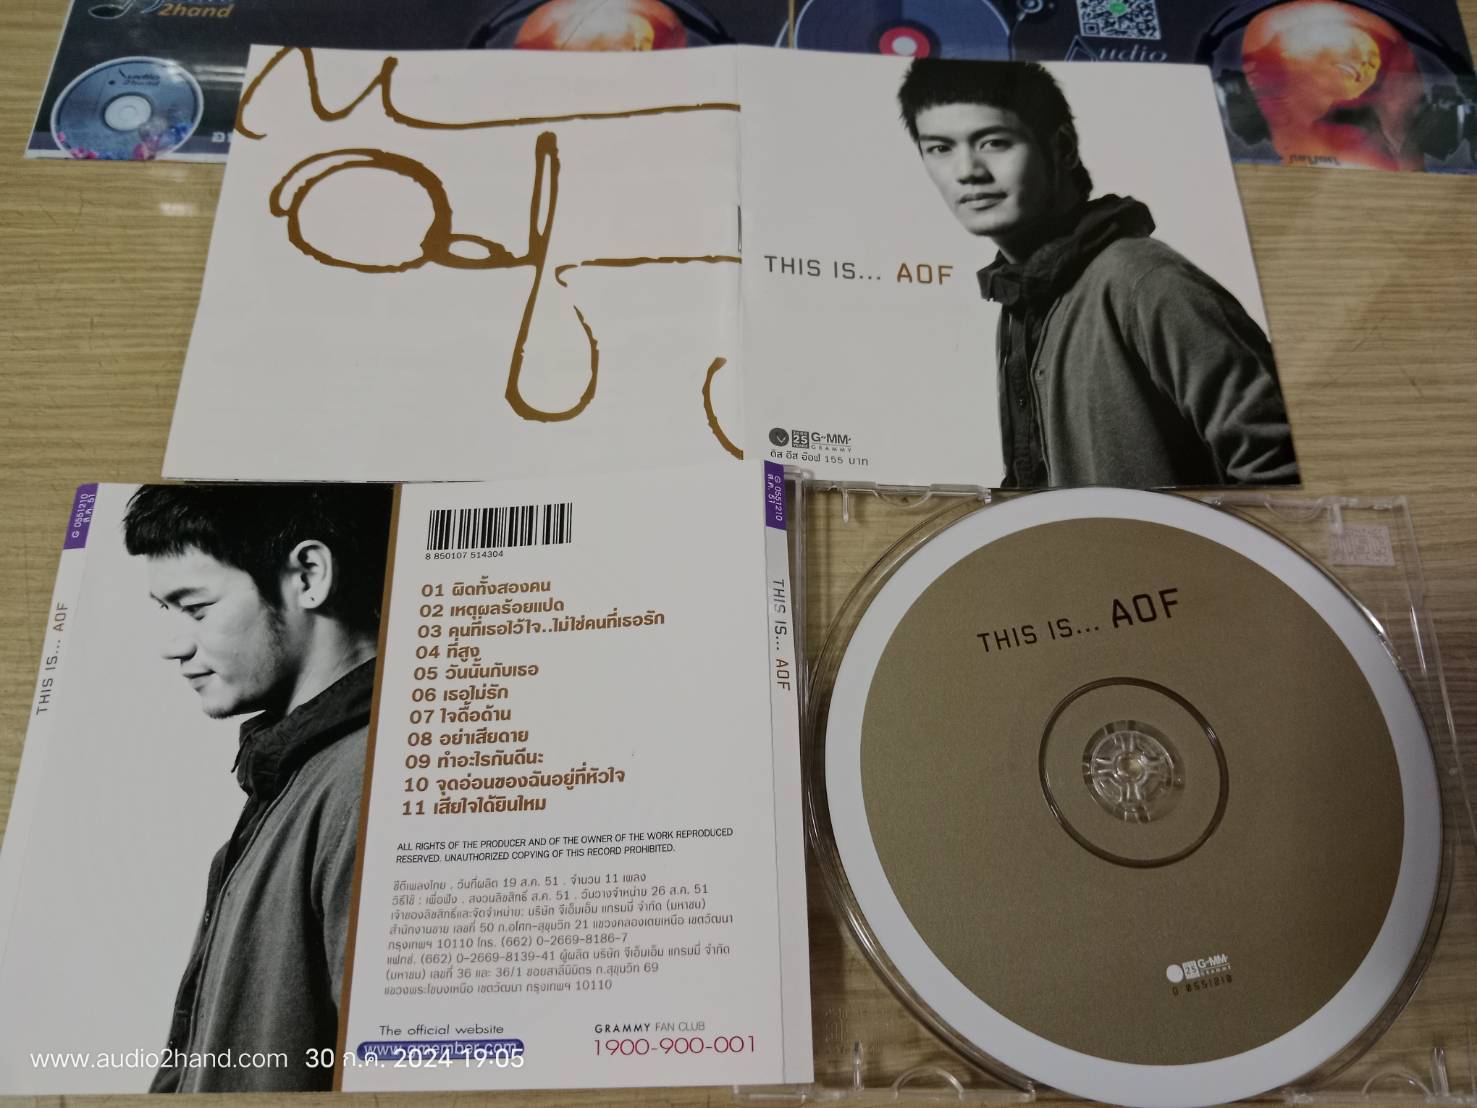 2hand
udio
2hand
udio
2hand
อ๊อฟ
THIS IS... AOF
25
G"MM'
GRAMMY
ดิส อีส อ๊อฟ 155 บาท
G 0551210
ส.ค. 51
THIS IS... AOF
8 850107 514304
01 ผิดทั้งสองคน
02 เหตุผลร้อยแปด
03 คนที่เธอไว้ใจ..ไม่ใช่คนที่เธอรัก
04 ที่สูง
05 วันนั้นกับเธอ
06 เธอไม่รัก
07 ใจดื้อด้าน
08 อย่าเสียดาย
09 ทำอะไรกันดีนะ
10 จุดอ่อนของฉันอยู่ที่หัวใจ
11 เสียใจได้ยินไหม
ALL RIGHTS OF THE PRODUCER AND OF THE OWNER OF THE WORK REPRODUCED
RESERVED. UNAUTHORIZED COPYING OF THIS RECORD PROHIBITED.
ซีดีเพลงไทย . วันที่ผลิต 19 ส.ค. 51 . จำนวน 11 เพลง
วิธีใช้ : เพื่อฟัง . สงวนลิขสิทธิ์ ส.ค. 51 . วันวางจำหน่าย 26 ส.ค. 51
เจ้าของลิขสิทธิ์และจัดจำหน่าย: บริษัท จีเอ็มเอ็ม แกรมมี่ จำกัด (มหาชน)
สำนักงานขาย เลขที่ 50 ถ.อโศก-สุขุมวิท 21 แขวงคลองเตยเหนือ เขตวัฒนา
กรุงเทพฯ 10110 โทร. (662) 0-2669-8186-7
แฟกซ์. (662) 0-2669-8139-41 ผู้ผลิต บริษัท จีเอ็มเอ็ม แกรมมี่ จำกัด
(มหาชน) เลขที่ 36 และ 36/1 ซอยสาลีนิมิตร ถ.สุขุมวิท 69
แขวงพระโขนงเหนือ เขตวัฒนา กรุงเทพฯ 10110
The official website
www.gmember.com
GRAMMY FAN CLUB
1900-900-001
G 0551210
ส.ค. 51
THIS IS... AOF
THIS IS... AOF
25
G"MM'
GRAMMY
G 0551210
www.audio2hand.com 30 ก.ค. 2024 19:05